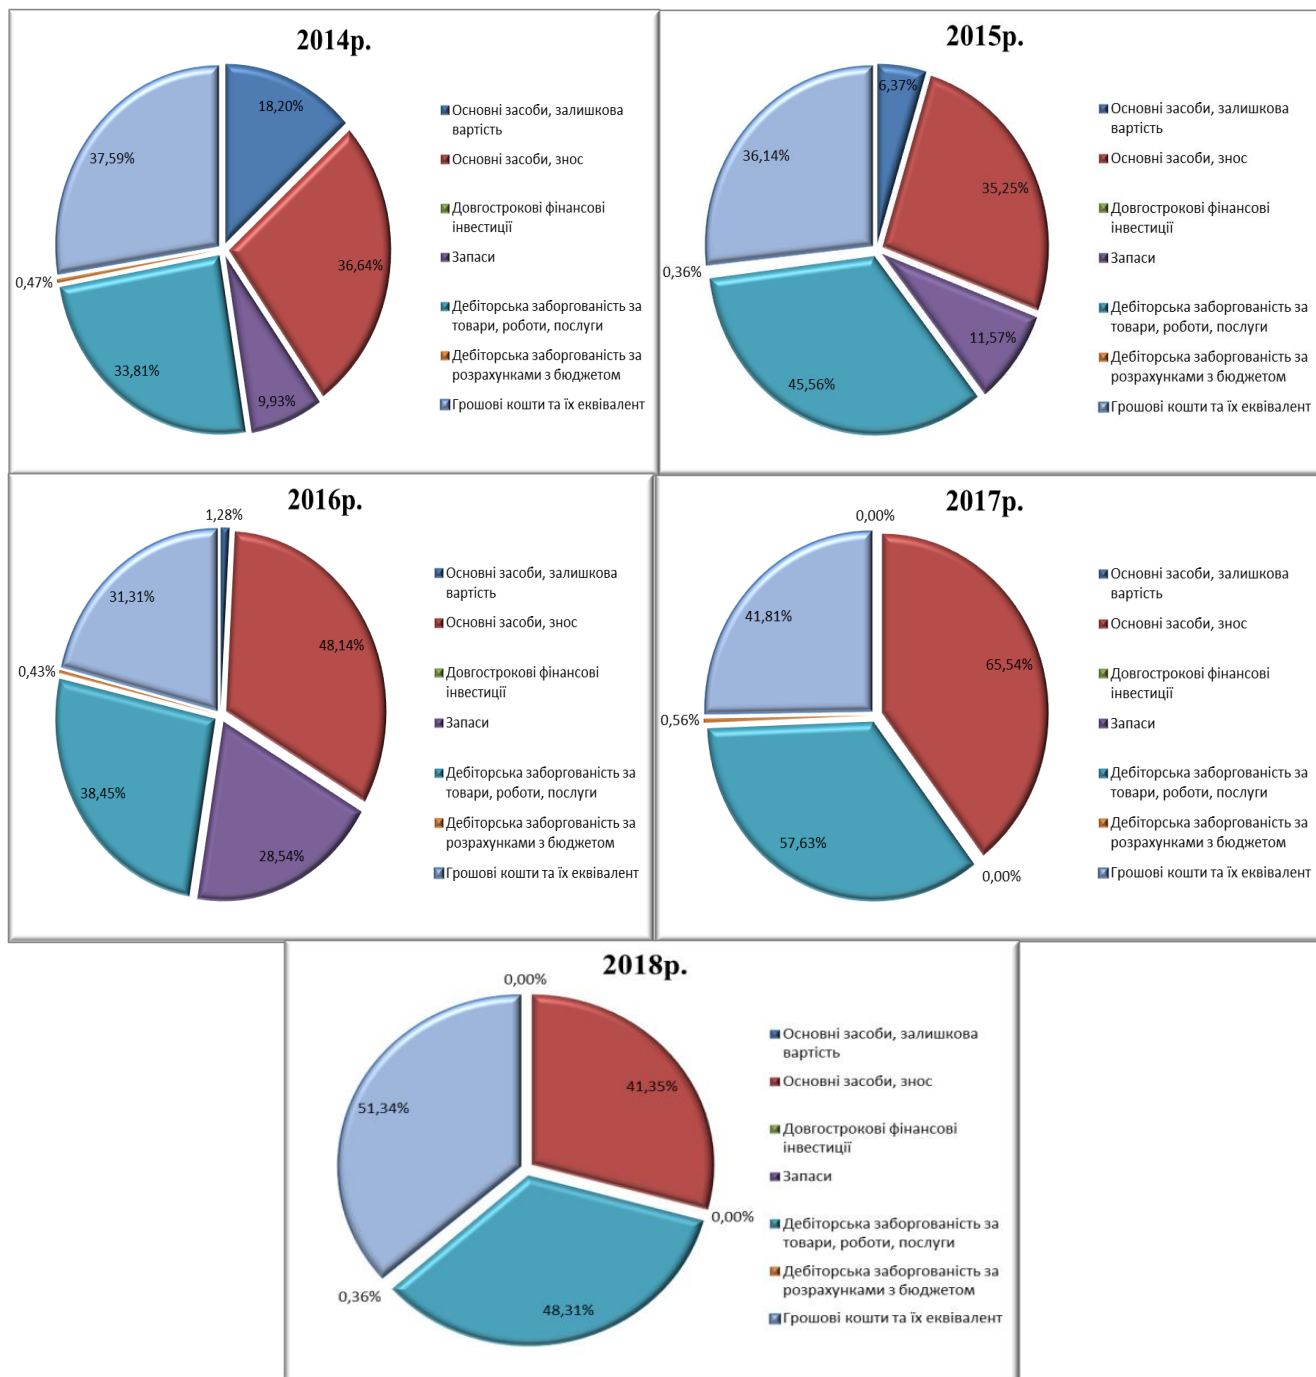 2014р.
18,20%
36,64%
9,93%
33,81%
0,47%
37,59%
Основні засоби, залишкова
вартість
Основні засоби, знос
Довгострокові фінансові
інвестиції
Запаси
Дебіторська заборгованість за
товари, роботи, послуги
Дебіторська заборгованість за
розрахунками з бюджетом
Грошові кошти та їх еквівалент
2015р.
6,37%
35,25%
11,57%
45,56%
0,36%
36,14%
Основні засоби, залишкова
вартість
Основні засоби, знос
Довгострокові фінансові
інвестиції
Запаси
Дебіторська заборгованість за
товари, роботи, послуги
Дебіторська заборгованість за
розрахунками з бюджетом
Грошові кошти та їх еквівалент
2016р.
1,28%
48,14%
28,54%
38,45%
0,43%
31,31%
Основні засоби, залишкова
вартість
Основні засоби, знос
Довгострокові фінансові
інвестиції
Запаси
Дебіторська заборгованість за
товари, роботи, послуги
Дебіторська заборгованість за
розрахунками з бюджетом
Грошові кошти та їх еквівалент
2017р.
0,00%
65,54%
0,00%
57,63%
0,56%
41,81%
Основні засоби, залишкова
вартість
Основні засоби, знос
Довгострокові фінансові
інвестиції
Запаси
Дебіторська заборгованість за
товари, роботи, послуги
Дебіторська заборгованість за
розрахунками з бюджетом
Грошові кошти та їх еквівалент
2018р.
0,00%
41,35%
0,00%
48,31%
0,36%
51,34%
Основні засоби, залишкова
вартість
Основні засоби, знос
Довгострокові фінансові
інвестиції
Запаси
Дебіторська заборгованість за
товари, роботи, послуги
Дебіторська заборгованість за
розрахунками з бюджетом
Грошові кошти та їх еквівалент